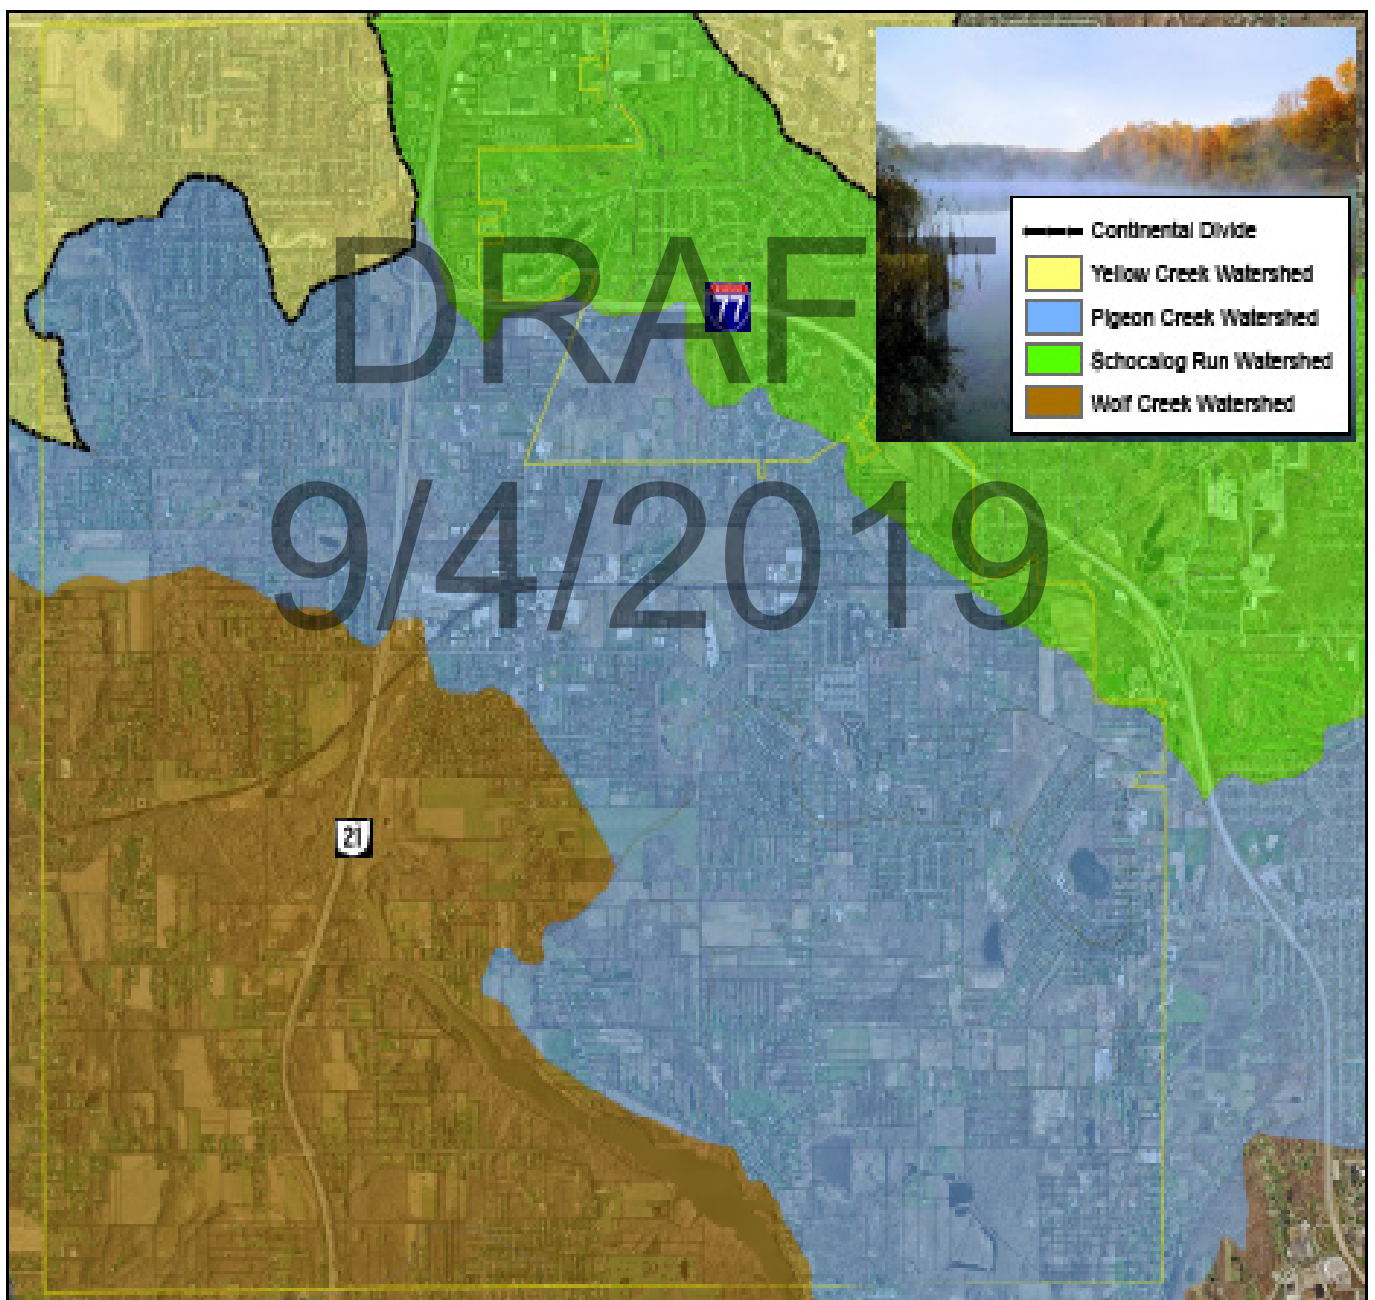 DRAFT
9/4/2019
77
21
Continental Divide
Yellow Creek Watershed
Pigeon Creek Watershed
Schocalog Run Watershed
Wolf Creek Watershed